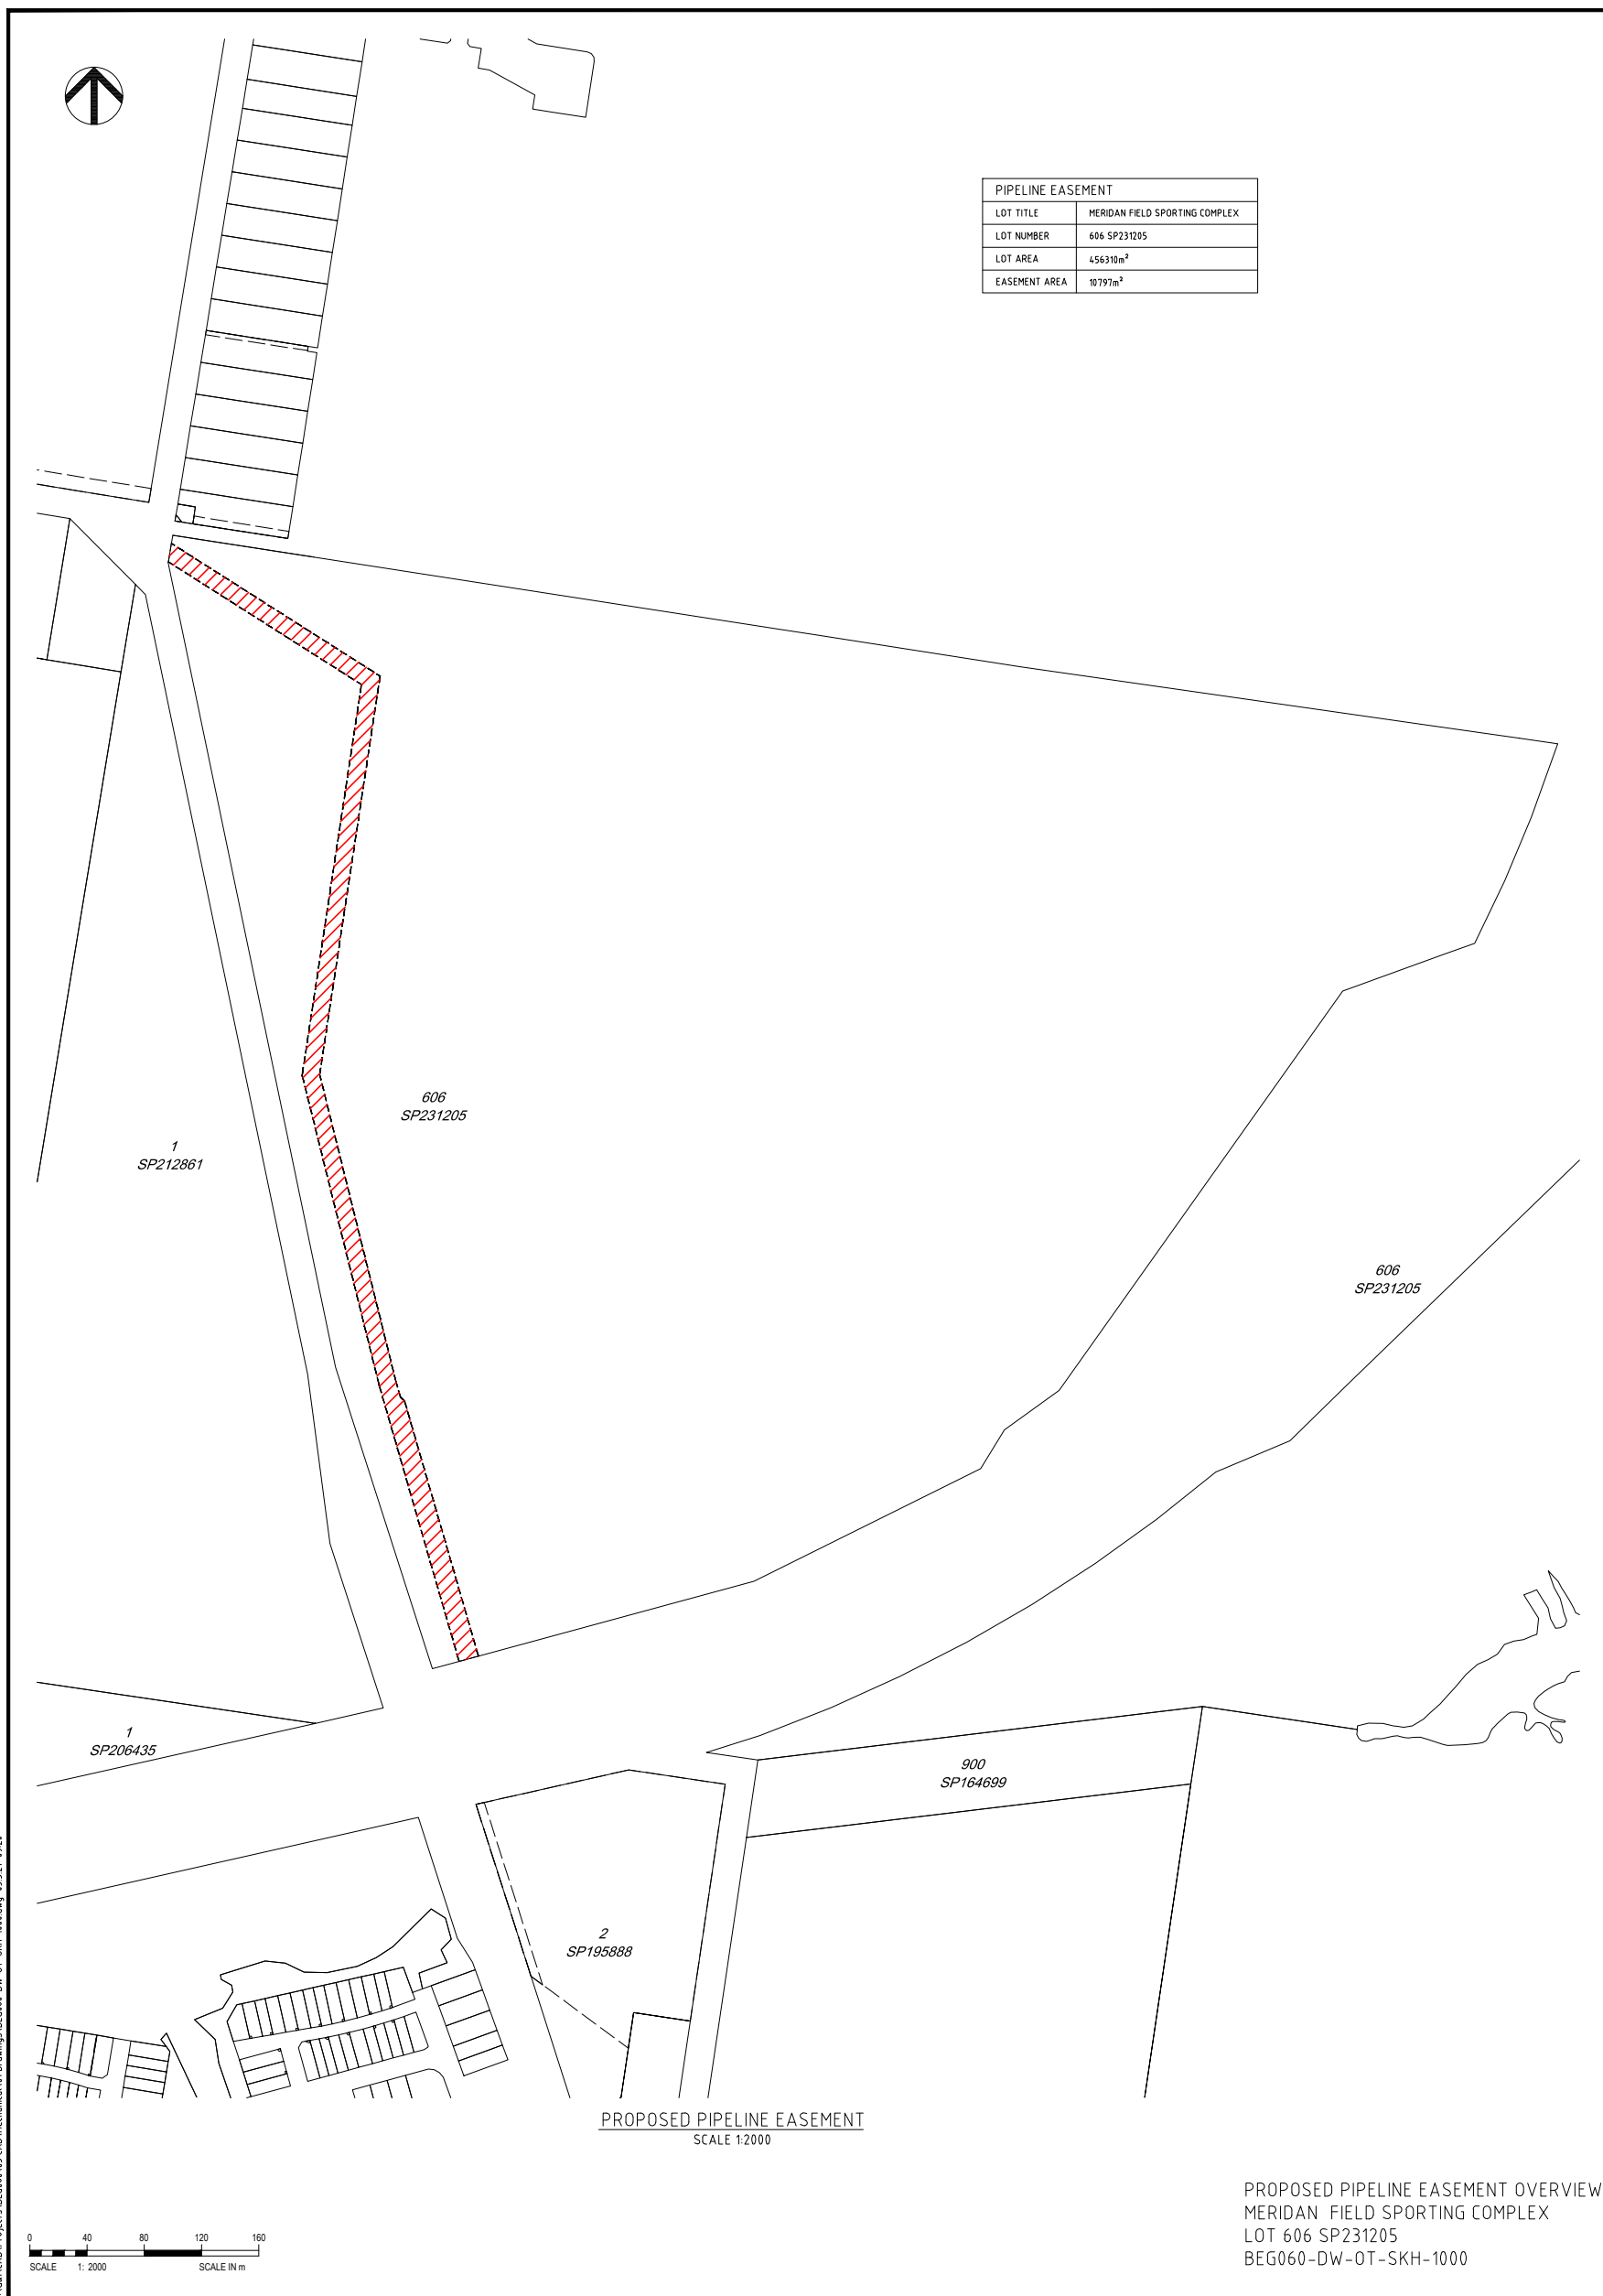 PIPELINE EASEMENT
LOT TITLE MERIDAN FIELD SPORTING COMPLEX
LOT NUMBER 606 SP231205
LOT AREA 456310m²
EASEMENT AREA 10797m²
606
SP231205
1
SP212861
606
SP231205
1
SP206435
900
SP164699
2
SP195888
PROPOSED PIPELINE EASEMENT
SCALE 1:2000
0 40 80 120 160
SCALE 1: 2000 SCALE IN m
PROPOSED PIPELINE EASEMENT OVERVIEW
MERIDAN FIELD SPORTING COMPLEX
LOT 606 SP231205
BEG060-DW-OT-SKH-1000